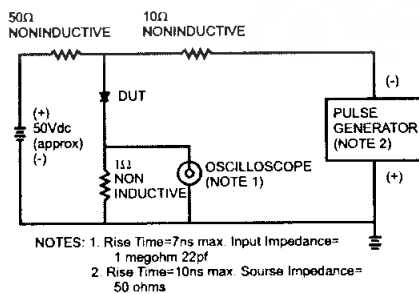 50Ω
NONINDUCTIVE
10Ω
NONINDUCTIVE
(+)
50Vdc
(approx)
(-)
DUT
1Ω
NON
INDUCTIVE
OSCILLOSCOPE
(NOTE 1)
(-)
PULSE
GENERATOR
(NOTE 2)
(+)
NOTES: 1. Rise Time=7ns max. Input Impedance=
1 megohm 22pf
2. Rise Time=10ns max. Sourse Impedance=
50 ohms